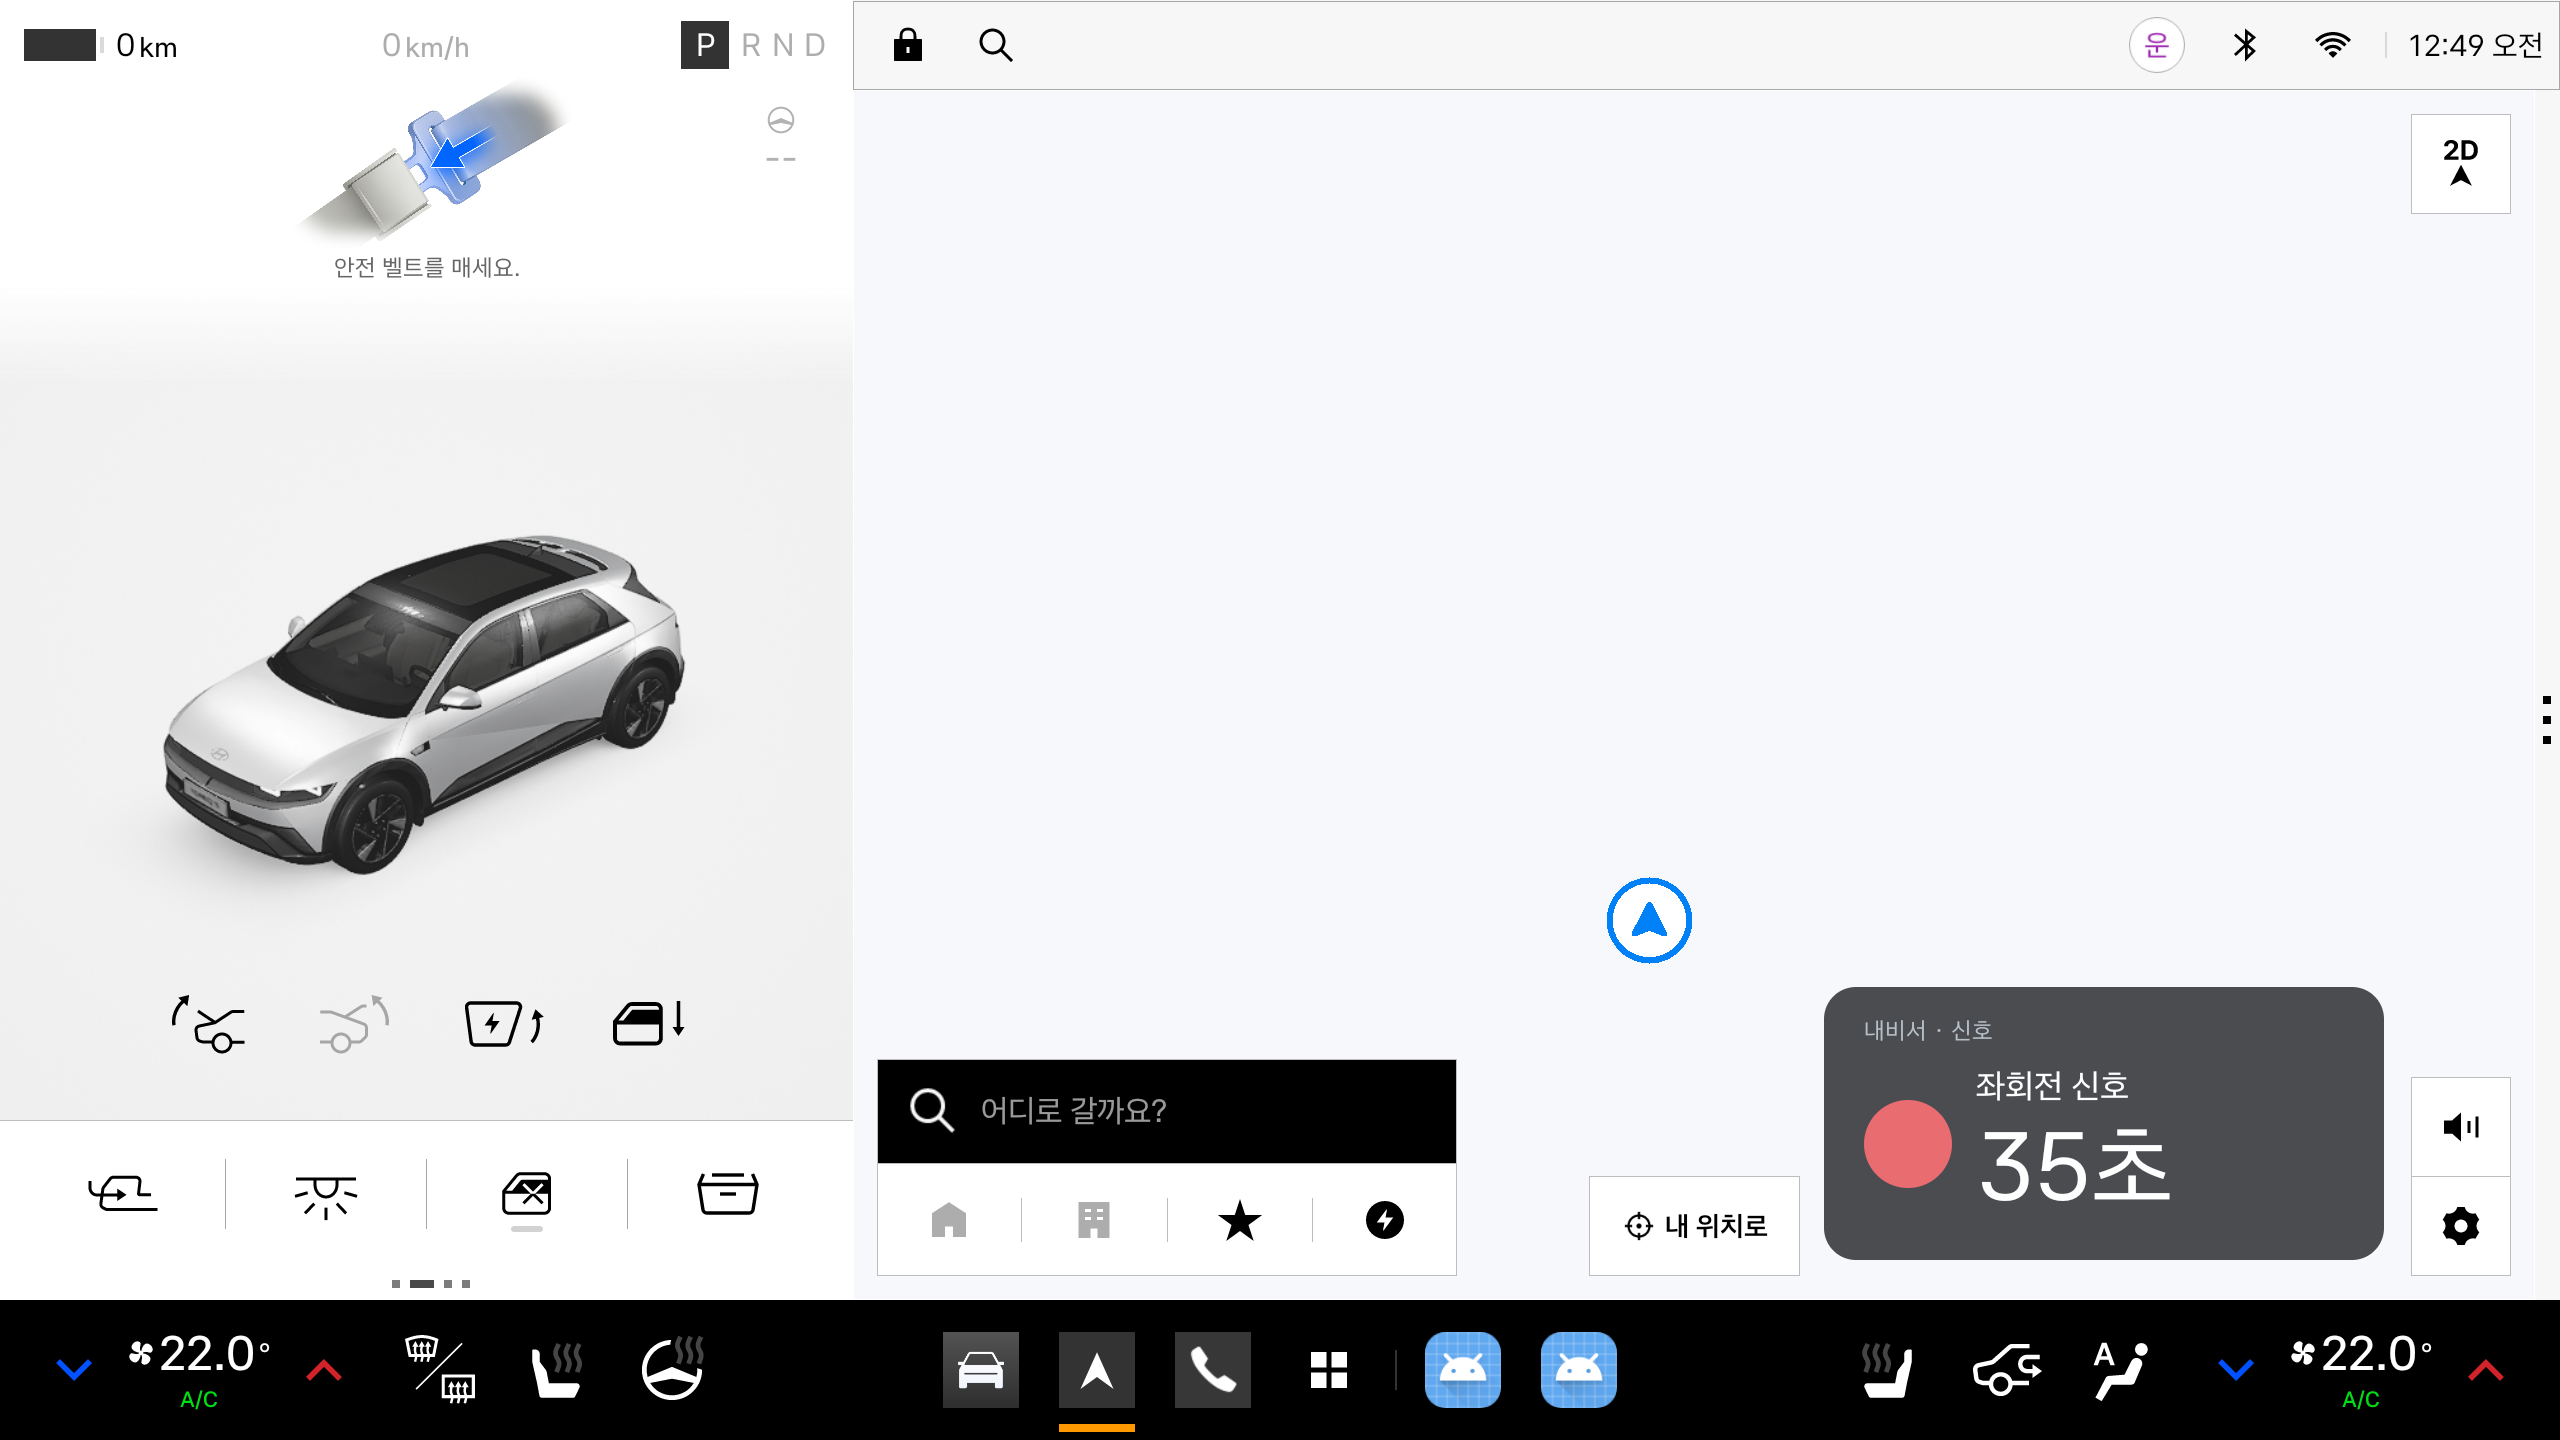 0 km
0 km/h
P R N D
운
12:49 오전
안전 벨트를 매세요.
2D
내비서 · 신호
좌회전 신호
35초
어디로 갈까요?
내 위치로
22.0°
A/C
A
22.0°
A/C